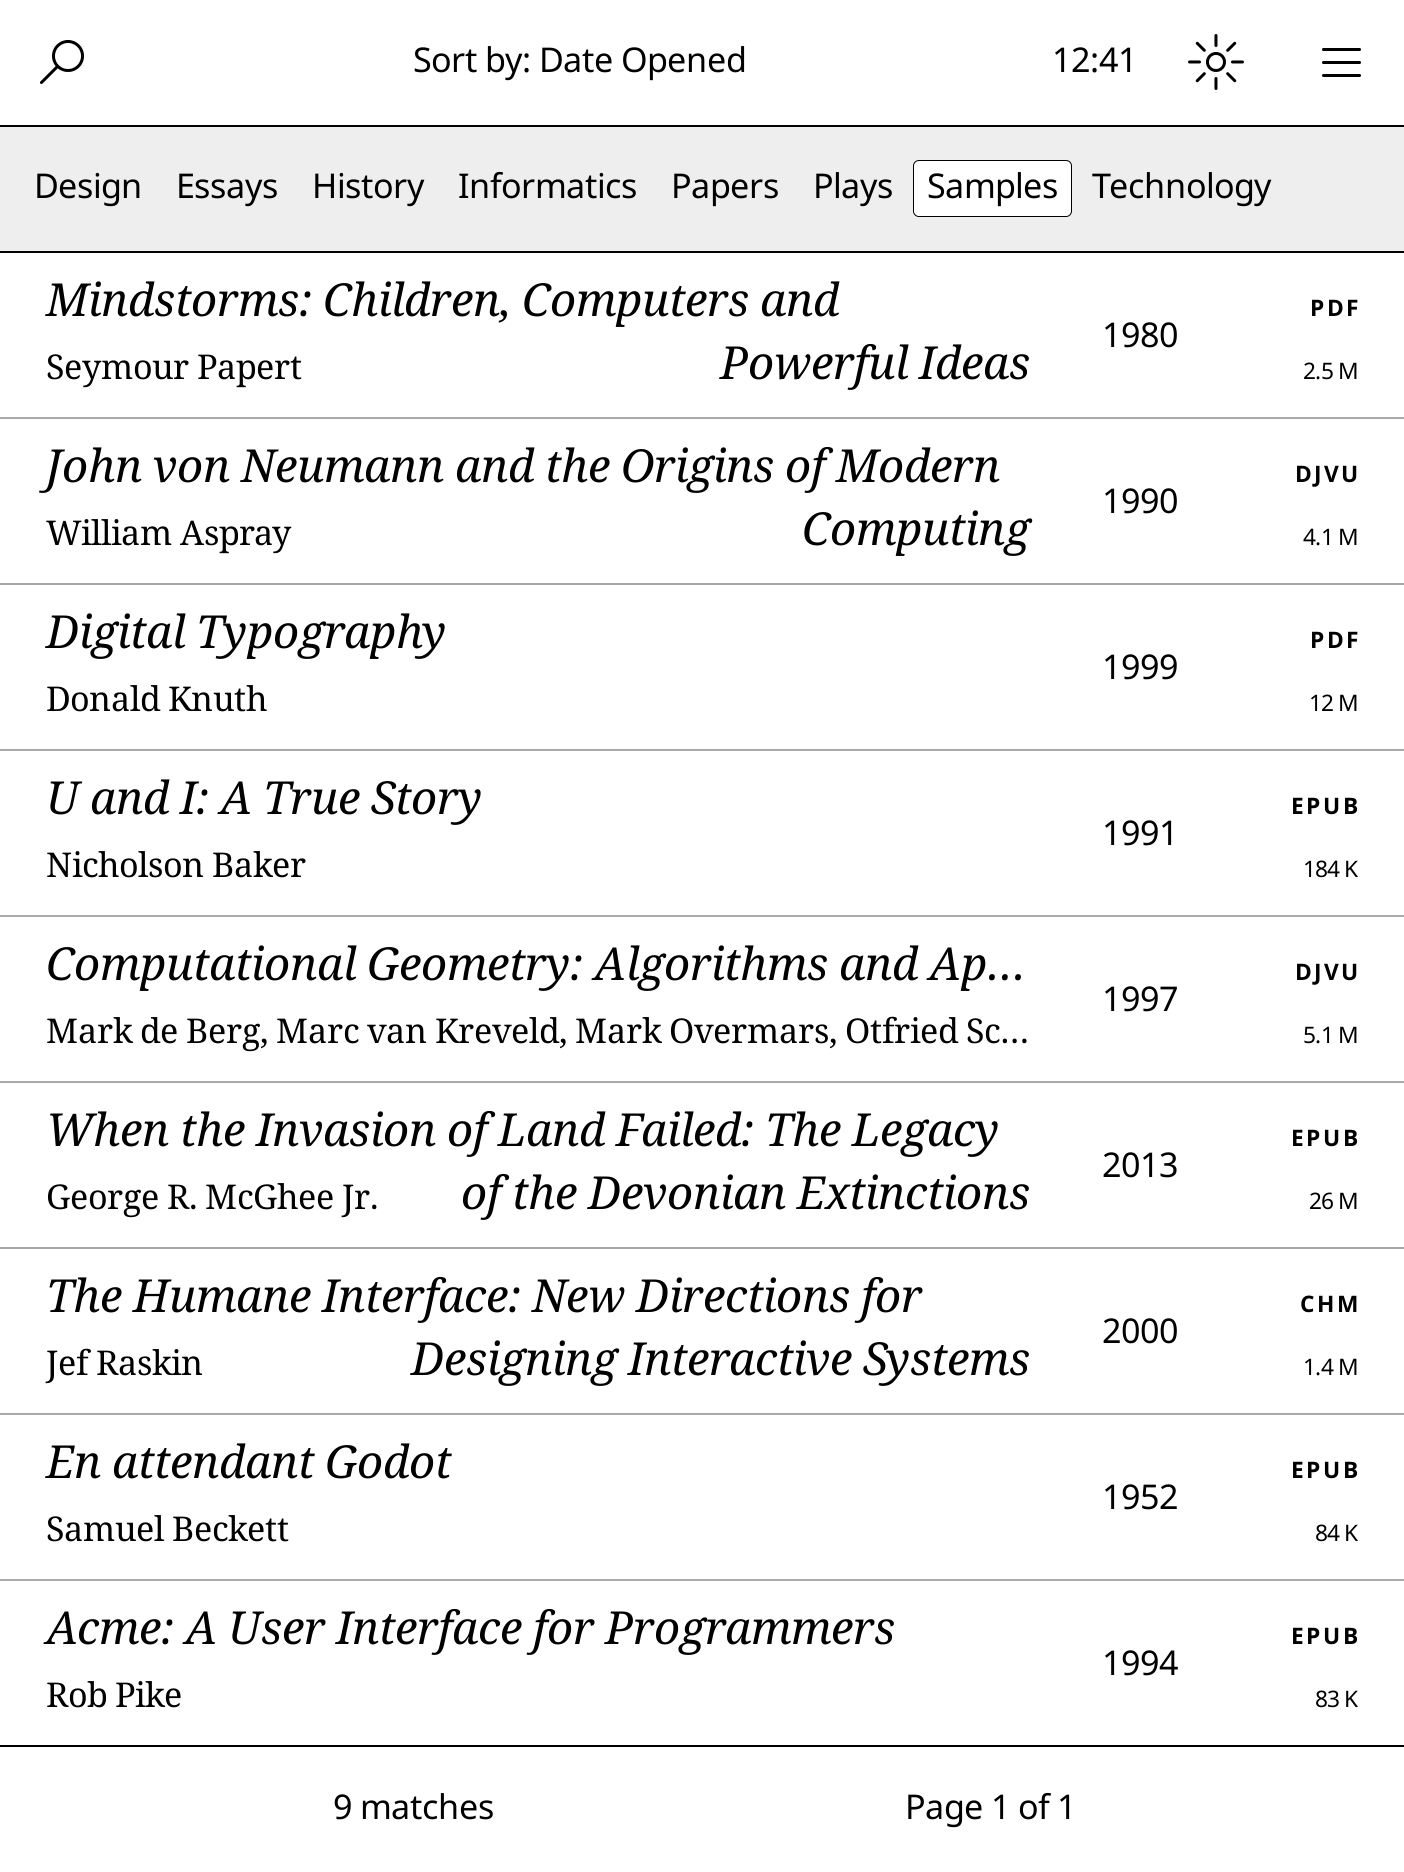 Sort by: Date Opened 12:41
Design Essays History Informatics Papers Plays Samples Technology
Mindstorms: Children, Computers and
Powerful Ideas
Seymour Papert
1980
PDF
2.5 M
John von Neumann and the Origins of Modern
Computing
William Aspray
1990
DJVU
4.1 M
Digital Typography
Donald Knuth
1999
PDF
12 M
U and I: A True Story
Nicholson Baker
1991
EPUB
184 K
Computational Geometry: Algorithms and Ap…
Mark de Berg, Marc van Kreveld, Mark Overmars, Otfried Sc…
1997
DJVU
5.1 M
When the Invasion of Land Failed: The Legacy
of the Devonian Extinctions
George R. McGhee Jr.
2013
EPUB
26 M
The Humane Interface: New Directions for
Designing Interactive Systems
Jef Raskin
2000
CHM
1.4 M
En attendant Godot
Samuel Beckett
1952
EPUB
84 K
Acme: A User Interface for Programmers
Rob Pike
1994
EPUB
83 K
9 matches Page 1 of 1